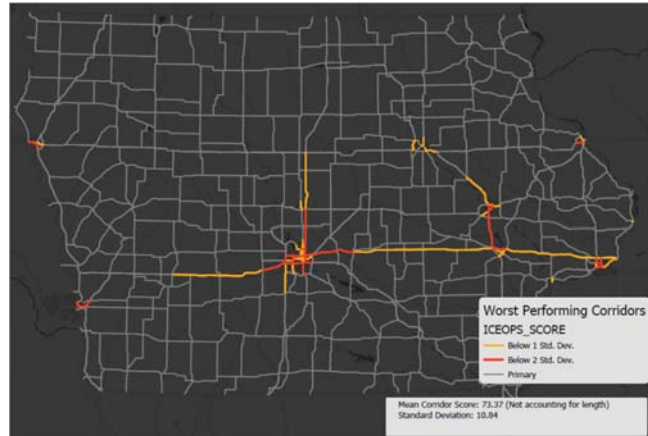 Worst Performing Corridors
ICEOPS_SCORE
Below 1 Std. Dev.
Below 2 Std. Dev.
Primary
Mean Corridor Score: 73.37 (Not accounting for length)
Standard Deviation: 10.84